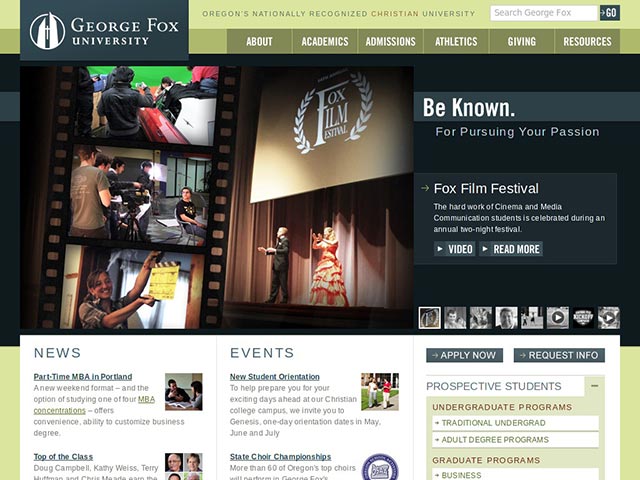 GEORGE FOX
UNIVERSITY
OREGON'S NATIONALLY RECOGNIZED CHRISTIAN UNIVERSITY
Search George Fox
GO
ABOUT
ACADEMICS
ADMISSIONS
ATHLETICS
GIVING
RESOURCES
FOX
FILM
FESTIVAL
Be Known.
For Pursuing Your Passion
Fox Film Festival
The hard work of Cinema and Media
Communication students is celebrated during an
annual two-night festival.
VIDEO
READ MORE
KICKOFF
NEWS
Part-Time MBA in Portland
A new weekend format – and the
option of studying one of four MBA
concentrations – offers
convenience, ability to customize business
degree.
Top of the Class
Doug Campbell, Kathy Weiss, Terry
Huffman and Chris Meade earn the
EVENTS
New Student Orientation
To help prepare you for your
exciting days ahead at our Christian
college campus, we invite you to
Genesis, one-day orientation dates in May,
June and July
State Choir Championships
More than 60 of Oregon's top choirs
will perform in George Fox's
APPLY NOW
REQUEST INFO
PROSPECTIVE STUDENTS
UNDERGRADUATE PROGRAMS
TRADITIONAL UNDERGRAD
ADULT DEGREE PROGRAMS
GRADUATE PROGRAMS
BUSINESS